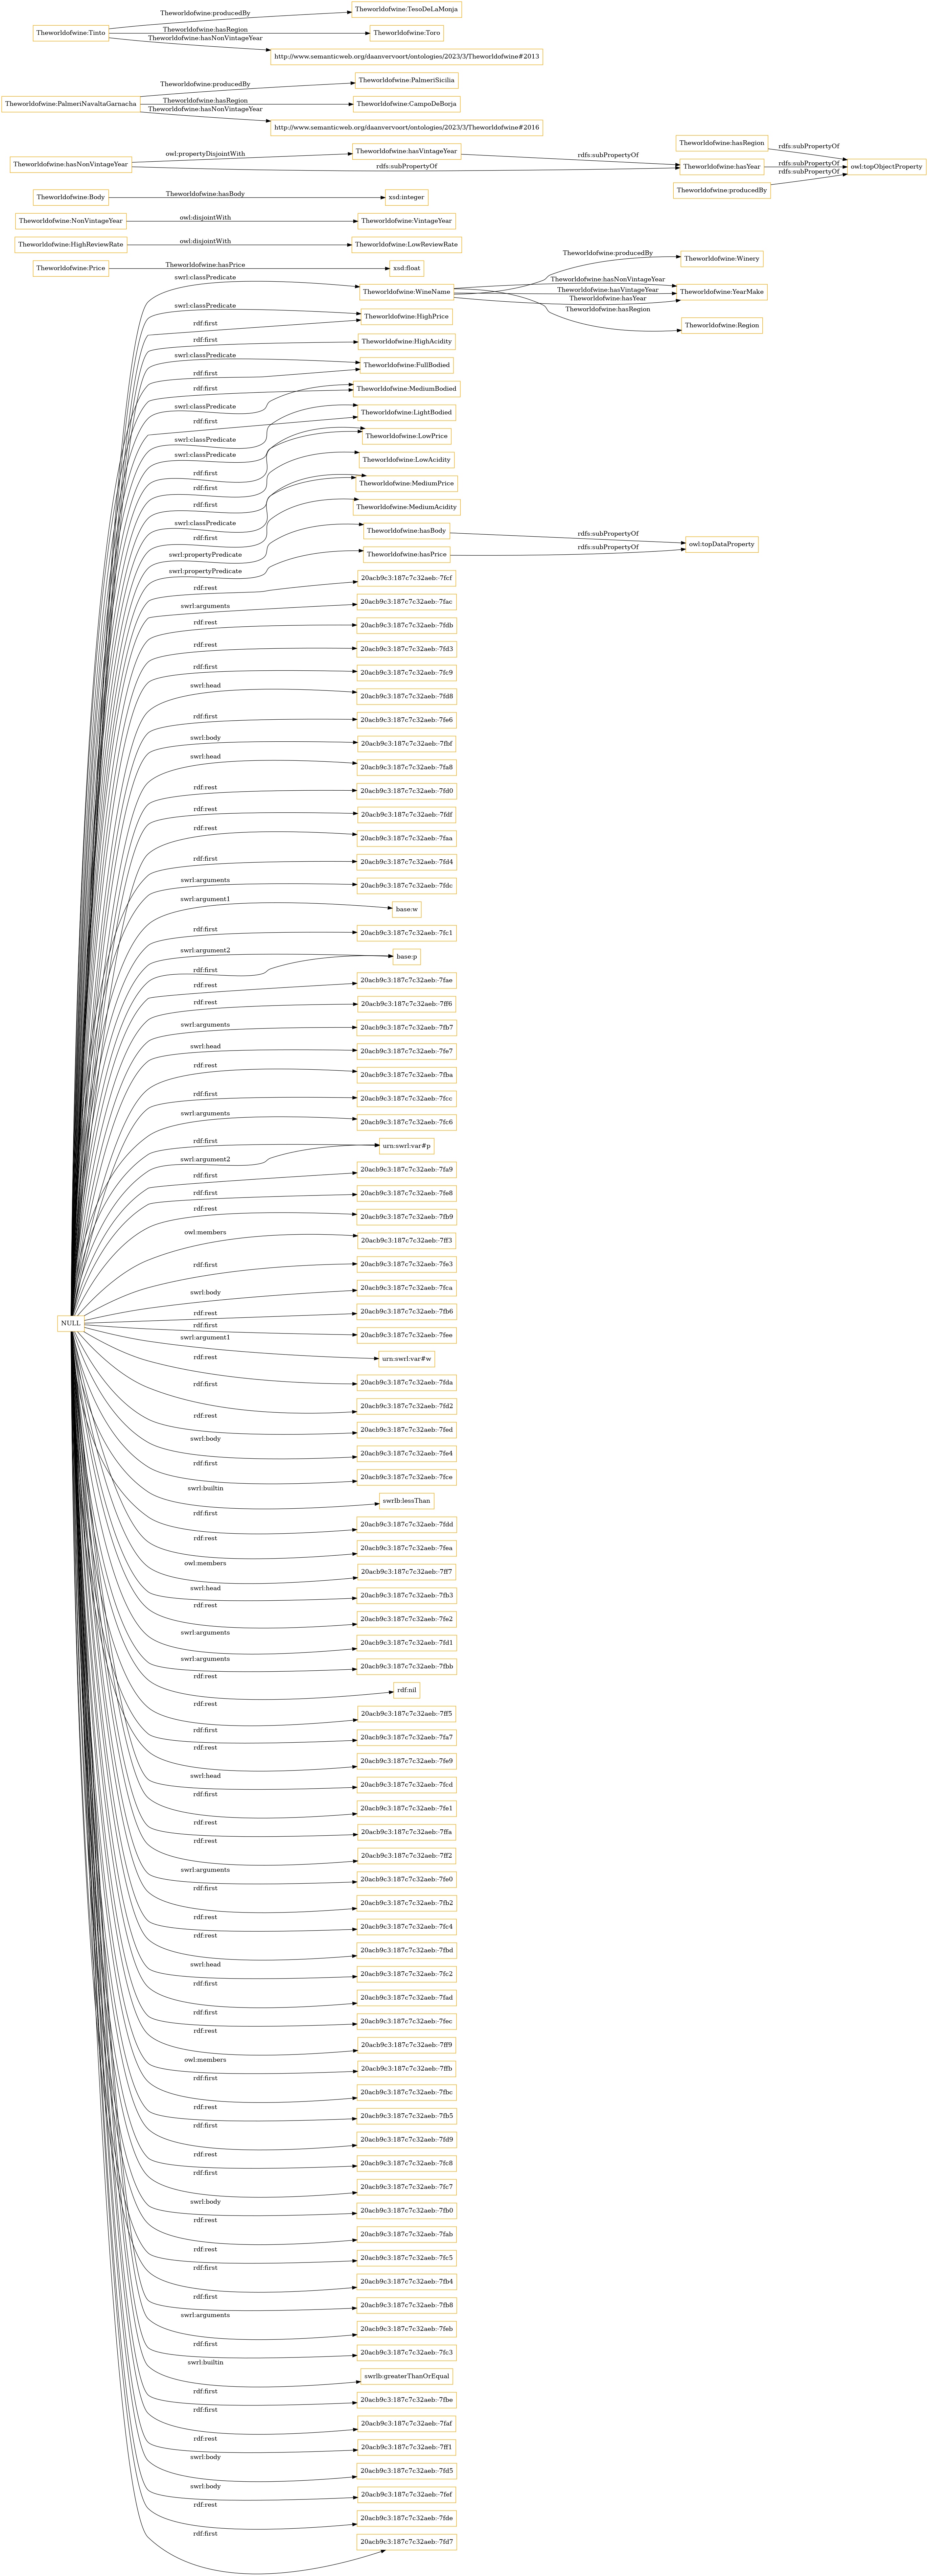 Theworldofwine:producedBy
Theworldofwine:TesoDeLaMonja
Theworldofwine:Tinto
Theworldofwine:hasRegion
Theworldofwine:Toro
Theworldofwine:hasNonVintageYear
http://www.semanticweb.org/daanvervoort/ontologies/2023/3/Theworldofwine#2013
Theworldofwine:producedBy
Theworldofwine:PalmeriSicilia
Theworldofwine:PalmeriNavaltaGarnacha
Theworldofwine:hasRegion
Theworldofwine:CampoDeBorja
Theworldofwine:hasNonVintageYear
http://www.semanticweb.org/daanvervoort/ontologies/2023/3/Theworldofwine#2016
Theworldofwine:hasNonVintageYear
owl:propertyDisjointWith
Theworldofwine:hasVintageYear
rdfs:subPropertyOf
rdfs:subPropertyOf
Theworldofwine:hasYear
Theworldofwine:hasRegion
rdfs:subPropertyOf
rdfs:subPropertyOf
rdfs:subPropertyOf
owl:topObjectProperty
Theworldofwine:producedBy
Theworldofwine:Body
Theworldofwine:hasBody
xsd:integer
Theworldofwine:NonVintageYear
owl:disjointWith
Theworldofwine:VintageYear
Theworldofwine:HighReviewRate
owl:disjointWith
Theworldofwine:LowReviewRate
Theworldofwine:Price
Theworldofwine:hasPrice
xsd:float
swrl:classPredicate
Theworldofwine:WineName
Theworldofwine:producedBy
Theworldofwine:Winery
Theworldofwine:hasNonVintageYear
Theworldofwine:hasVintageYear
Theworldofwine:hasYear
Theworldofwine:YearMake
Theworldofwine:hasRegion
Theworldofwine:Region
swrl:classPredicate
Theworldofwine:HighPrice
rdf:first
rdf:first
Theworldofwine:HighAcidity
swrl:classPredicate
Theworldofwine:FullBodied
rdf:first
rdf:first
Theworldofwine:MediumBodied
swrl:classPredicate
rdf:first
Theworldofwine:LightBodied
swrl:classPredicate
Theworldofwine:LowPrice
swrl:classPredicate
Theworldofwine:LowAcidity
rdf:first
Theworldofwine:MediumPrice
rdf:first
rdf:first
Theworldofwine:MediumAcidity
swrl:classPredicate
Theworldofwine:hasBody
rdfs:subPropertyOf
rdf:first
owl:topDataProperty
swrl:propertyPredicate
Theworldofwine:hasPrice
rdfs:subPropertyOf
swrl:propertyPredicate
20acb9c3:187c7c32aeb:-7fcf
rdf:rest
20acb9c3:187c7c32aeb:-7fac
swrl:arguments
20acb9c3:187c7c32aeb:-7fdb
rdf:rest
20acb9c3:187c7c32aeb:-7fd3
rdf:rest
20acb9c3:187c7c32aeb:-7fc9
rdf:first
20acb9c3:187c7c32aeb:-7fd8
swrl:head
20acb9c3:187c7c32aeb:-7fe6
rdf:first
20acb9c3:187c7c32aeb:-7fbf
swrl:body
20acb9c3:187c7c32aeb:-7fa8
swrl:head
20acb9c3:187c7c32aeb:-7fd0
rdf:rest
20acb9c3:187c7c32aeb:-7fdf
rdf:rest
20acb9c3:187c7c32aeb:-7faa
rdf:rest
20acb9c3:187c7c32aeb:-7fd4
rdf:first
20acb9c3:187c7c32aeb:-7fdc
swrl:arguments
base:w
swrl:argument1
20acb9c3:187c7c32aeb:-7fc1
rdf:first
base:p
swrl:argument2
rdf:first
20acb9c3:187c7c32aeb:-7fae
rdf:rest
20acb9c3:187c7c32aeb:-7ff6
rdf:rest
20acb9c3:187c7c32aeb:-7fb7
swrl:arguments
20acb9c3:187c7c32aeb:-7fe7
swrl:head
20acb9c3:187c7c32aeb:-7fba
rdf:rest
20acb9c3:187c7c32aeb:-7fcc
rdf:first
20acb9c3:187c7c32aeb:-7fc6
swrl:arguments
urn:swrl:var#p
rdf:first
swrl:argument2
20acb9c3:187c7c32aeb:-7fa9
rdf:first
20acb9c3:187c7c32aeb:-7fe8
rdf:first
20acb9c3:187c7c32aeb:-7fb9
rdf:rest
20acb9c3:187c7c32aeb:-7ff3
owl:members
20acb9c3:187c7c32aeb:-7fe3
rdf:first
20acb9c3:187c7c32aeb:-7fca
swrl:body
20acb9c3:187c7c32aeb:-7fb6
rdf:rest
NULL
20acb9c3:187c7c32aeb:-7fee
rdf:first
urn:swrl:var#w
swrl:argument1
20acb9c3:187c7c32aeb:-7fda
rdf:rest
20acb9c3:187c7c32aeb:-7fd2
rdf:first
20acb9c3:187c7c32aeb:-7fed
rdf:rest
20acb9c3:187c7c32aeb:-7fe4
swrl:body
20acb9c3:187c7c32aeb:-7fce
rdf:first
swrlb:lessThan
swrl:builtin
20acb9c3:187c7c32aeb:-7fdd
rdf:first
20acb9c3:187c7c32aeb:-7fea
rdf:rest
20acb9c3:187c7c32aeb:-7ff7
owl:members
20acb9c3:187c7c32aeb:-7fb3
swrl:head
20acb9c3:187c7c32aeb:-7fe2
rdf:rest
20acb9c3:187c7c32aeb:-7fd1
swrl:arguments
20acb9c3:187c7c32aeb:-7fbb
swrl:arguments
rdf:nil
rdf:rest
20acb9c3:187c7c32aeb:-7ff5
rdf:rest
20acb9c3:187c7c32aeb:-7fa7
rdf:first
20acb9c3:187c7c32aeb:-7fe9
rdf:rest
20acb9c3:187c7c32aeb:-7fcd
swrl:head
20acb9c3:187c7c32aeb:-7fe1
rdf:first
20acb9c3:187c7c32aeb:-7ffa
rdf:rest
20acb9c3:187c7c32aeb:-7ff2
rdf:rest
20acb9c3:187c7c32aeb:-7fe0
swrl:arguments
20acb9c3:187c7c32aeb:-7fb2
rdf:first
20acb9c3:187c7c32aeb:-7fc4
rdf:rest
20acb9c3:187c7c32aeb:-7fbd
rdf:rest
20acb9c3:187c7c32aeb:-7fc2
swrl:head
20acb9c3:187c7c32aeb:-7fad
rdf:first
20acb9c3:187c7c32aeb:-7fec
rdf:first
20acb9c3:187c7c32aeb:-7ff9
rdf:rest
20acb9c3:187c7c32aeb:-7ffb
owl:members
20acb9c3:187c7c32aeb:-7fbc
rdf:first
20acb9c3:187c7c32aeb:-7fb5
rdf:rest
20acb9c3:187c7c32aeb:-7fd9
rdf:first
20acb9c3:187c7c32aeb:-7fc8
rdf:rest
20acb9c3:187c7c32aeb:-7fc7
rdf:first
20acb9c3:187c7c32aeb:-7fb0
swrl:body
20acb9c3:187c7c32aeb:-7fab
rdf:rest
20acb9c3:187c7c32aeb:-7fc5
rdf:rest
20acb9c3:187c7c32aeb:-7fb4
rdf:first
20acb9c3:187c7c32aeb:-7fb8
rdf:first
20acb9c3:187c7c32aeb:-7feb
swrl:arguments
20acb9c3:187c7c32aeb:-7fc3
rdf:first
swrlb:greaterThanOrEqual
swrl:builtin
20acb9c3:187c7c32aeb:-7fbe
rdf:first
20acb9c3:187c7c32aeb:-7faf
rdf:first
20acb9c3:187c7c32aeb:-7ff1
rdf:rest
20acb9c3:187c7c32aeb:-7fd5
swrl:body
20acb9c3:187c7c32aeb:-7fef
swrl:body
20acb9c3:187c7c32aeb:-7fde
rdf:rest
20acb9c3:187c7c32aeb:-7fd7
rdf:first